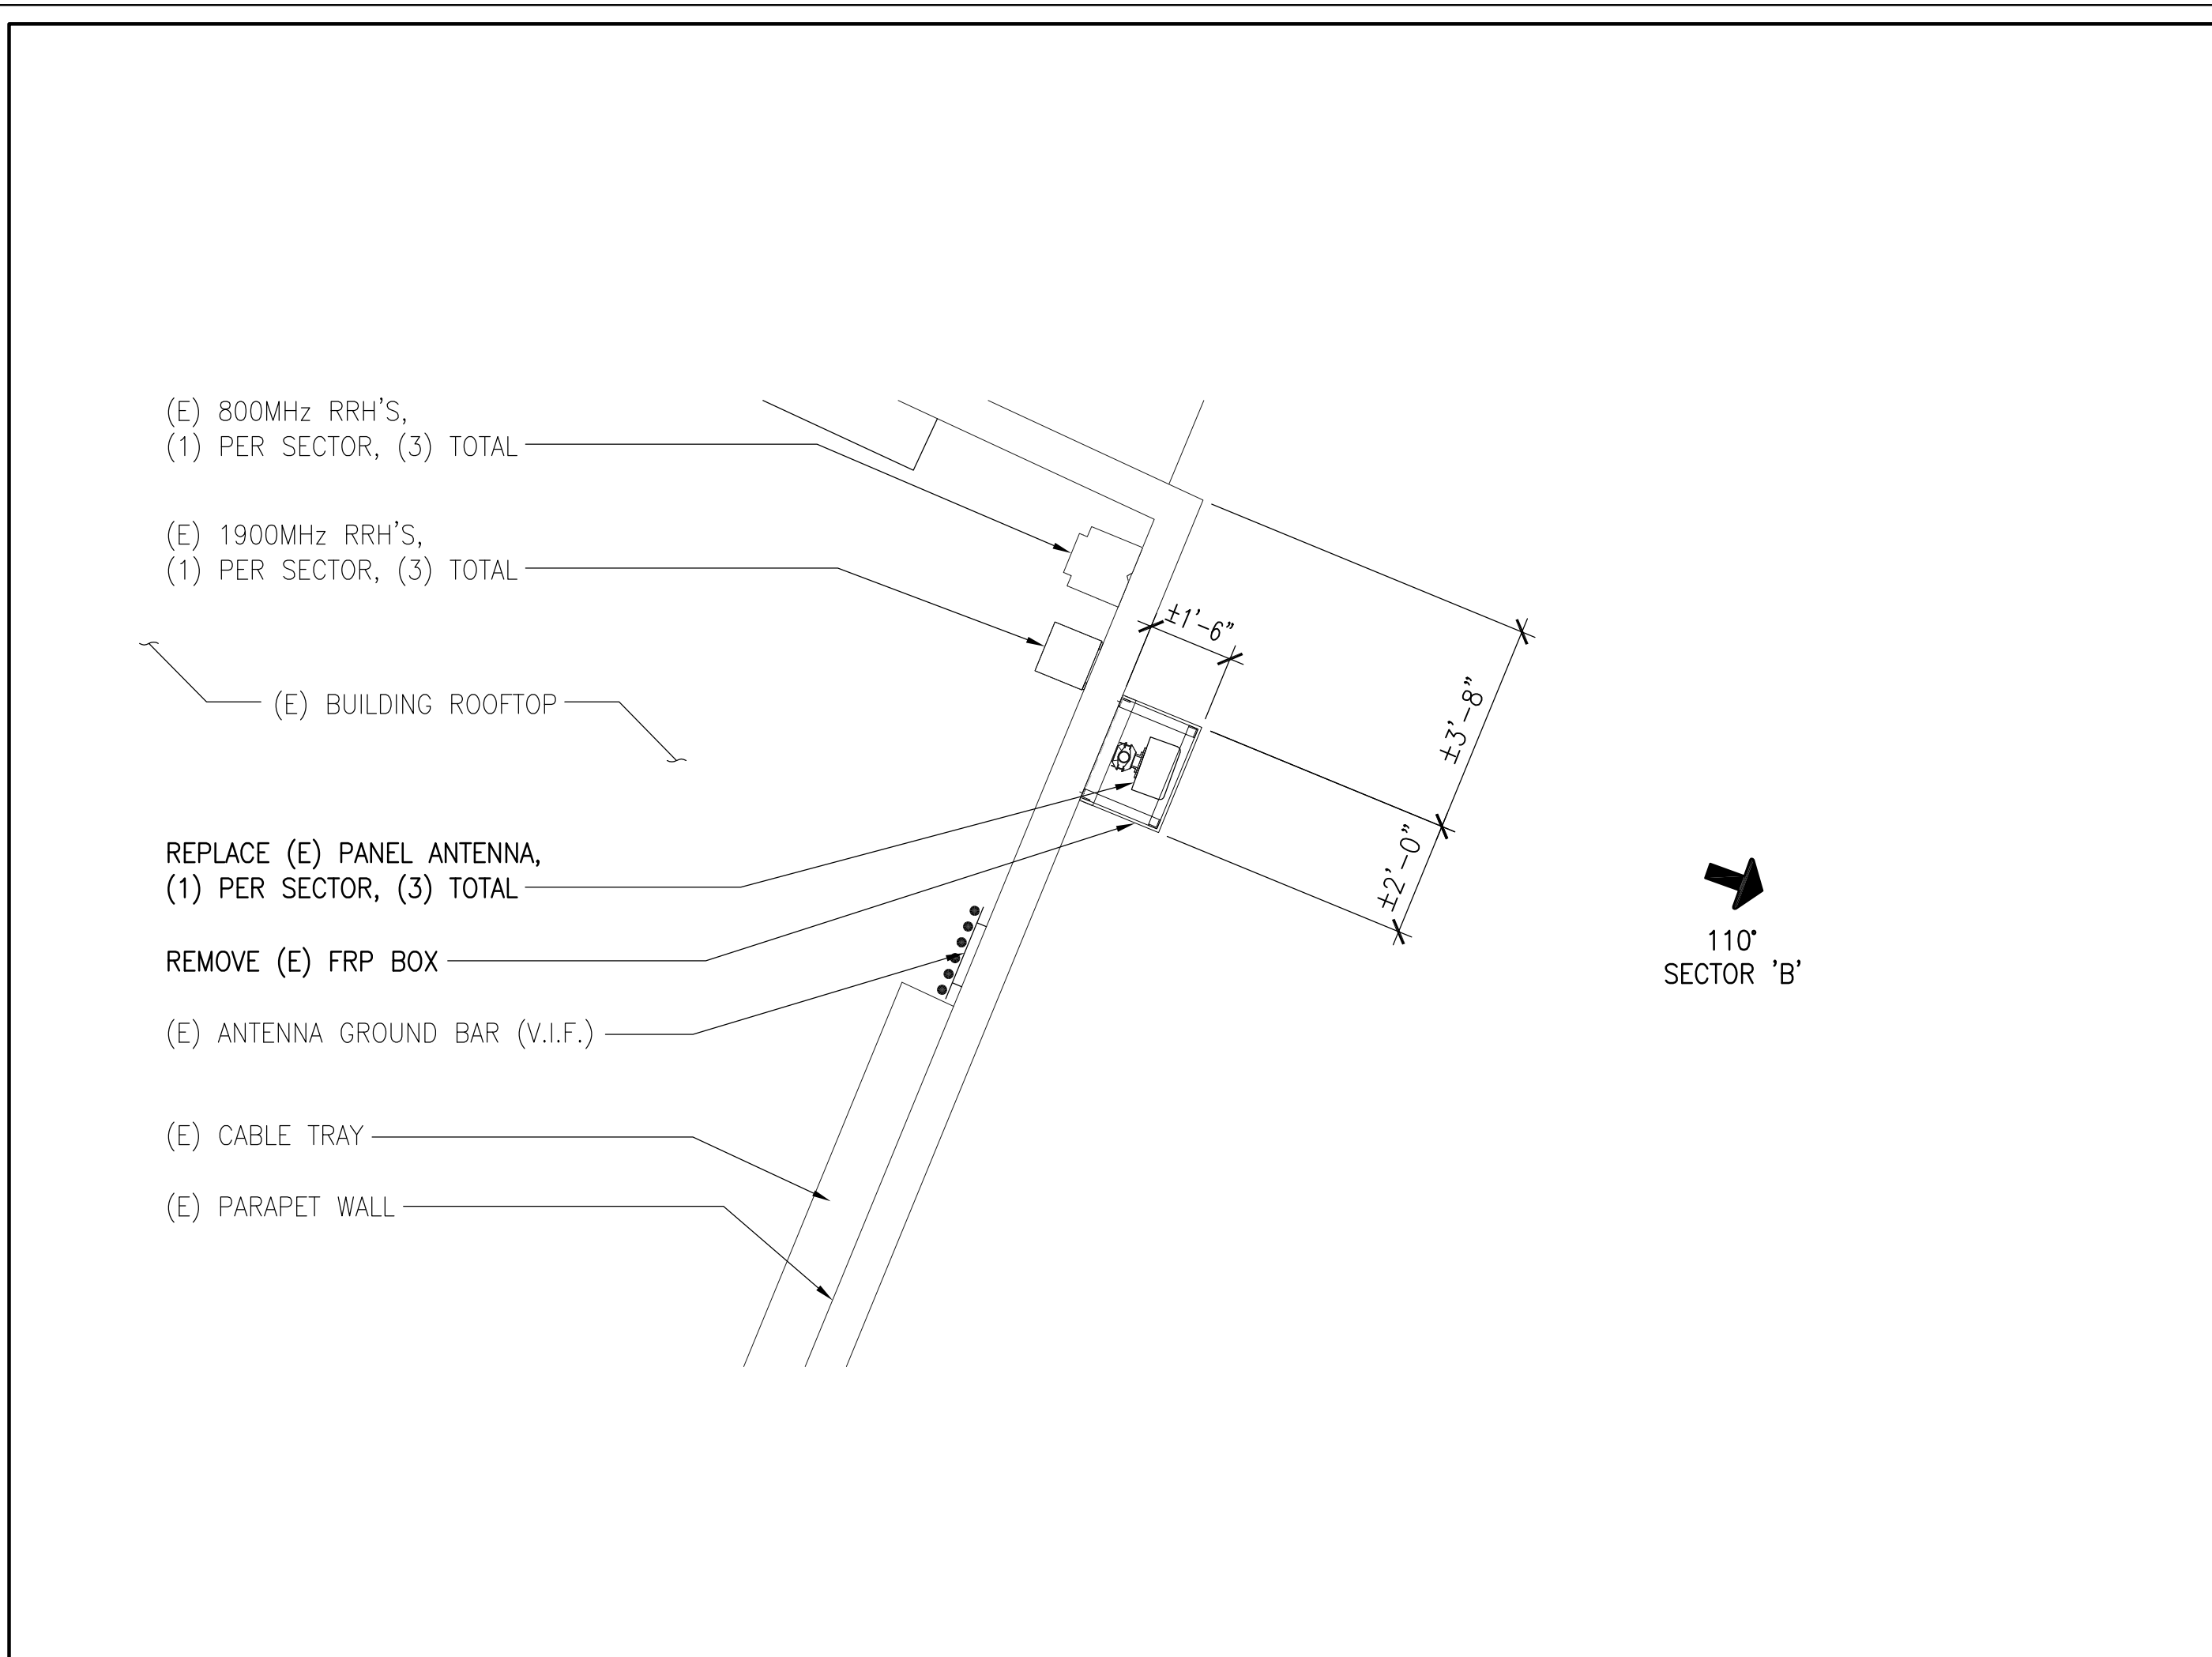 (E) 800MHz RRH'S,
(1) PER SECTOR, (3) TOTAL
(E) 1900MHz RRH'S,
(1) PER SECTOR, (3) TOTAL
±1'-6"
(E) BUILDING ROOFTOP
±3'-8"
REPLACE (E) PANEL ANTENNA,
(1) PER SECTOR, (3) TOTAL
±2'-0"
REMOVE (E) FRP BOX
110°
SECTOR 'B'
(E) ANTENNA GROUND BAR (V.I.F.)
(E) CABLE TRAY
(E) PARAPET WALL